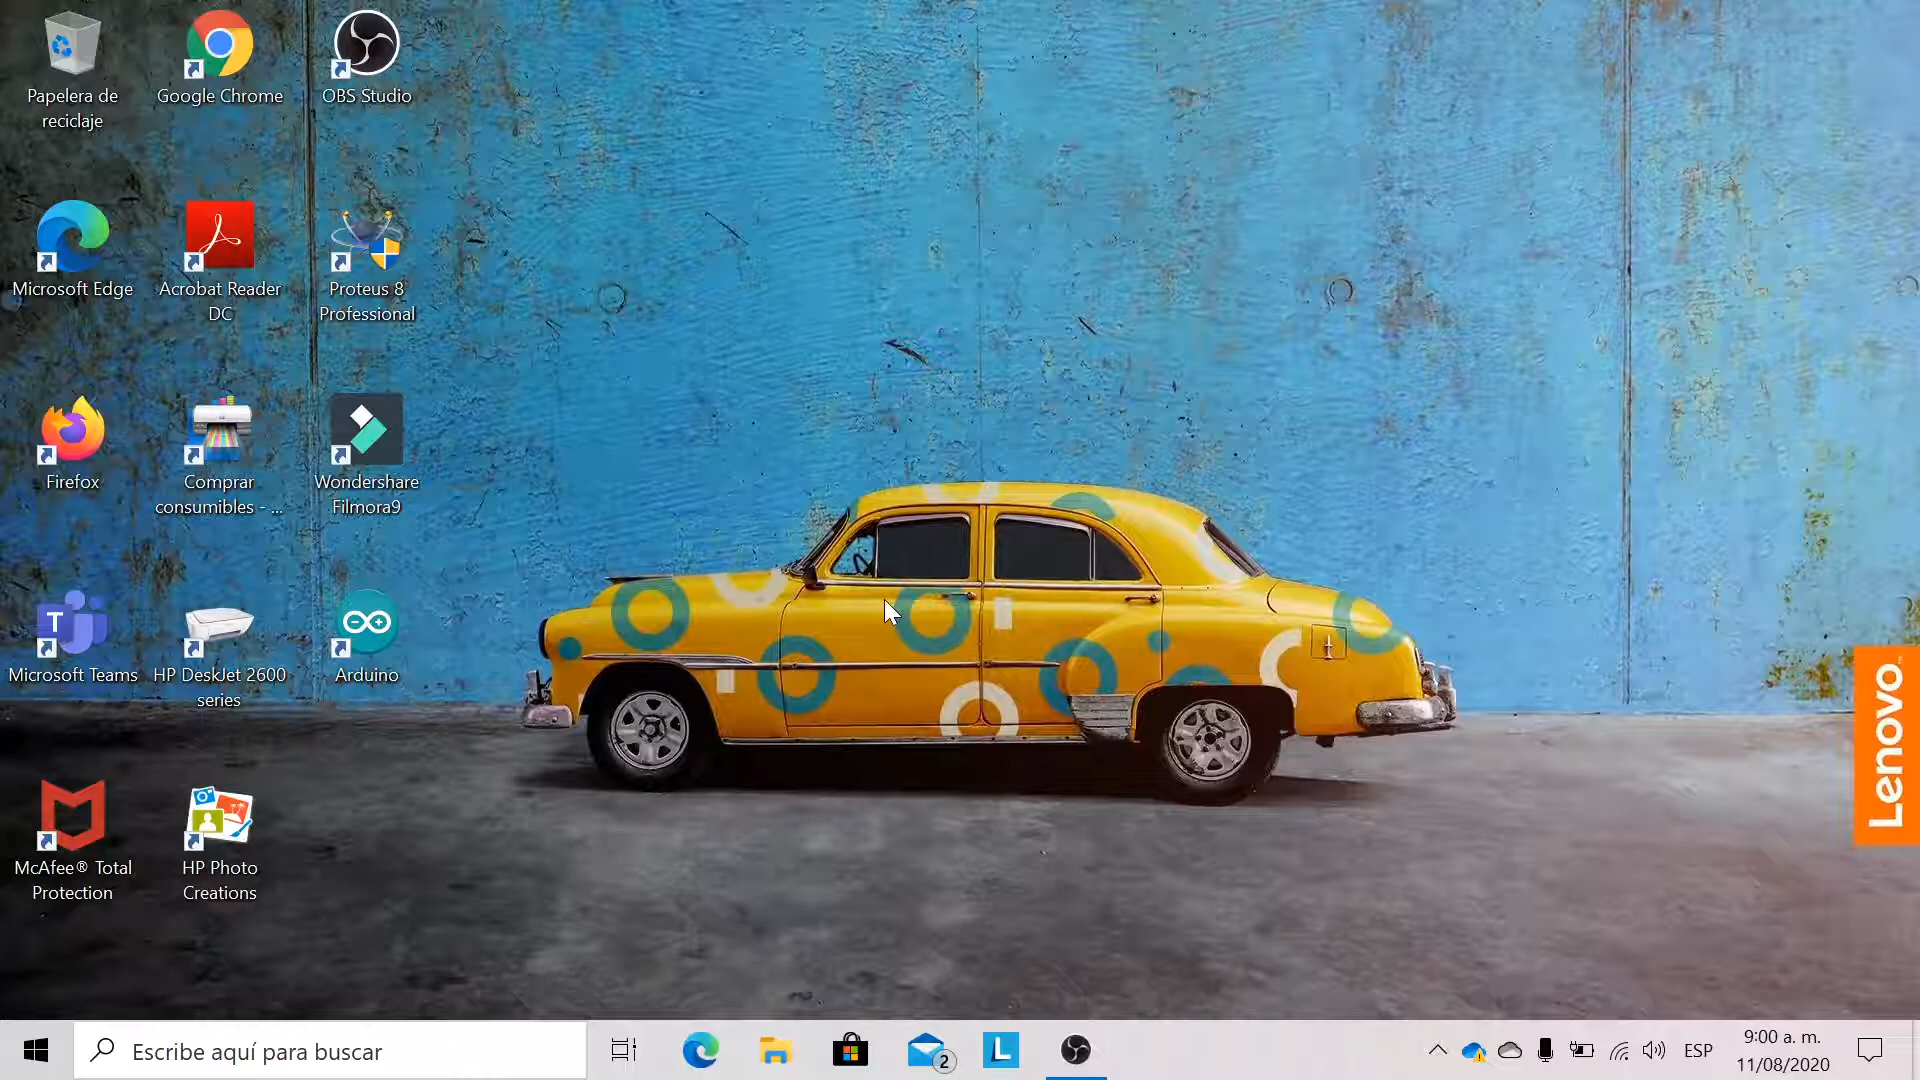 Papelera de
reciclaje
Google Chrome
OBS Studio
Microsoft Edge
Acrobat Reader
DC
Proteus 8
Professional
Firefox
Comprar
consumibles - ...
Wondershare
Filmora9
T
Microsoft Teams
HP DeskJet 2600
series
Arduino
McAfee® Total
Protection
HP Photo
Creations
Lenovo™
Escribe aquí para buscar
2
L
ESP
9:00 a. m.
11/08/2020